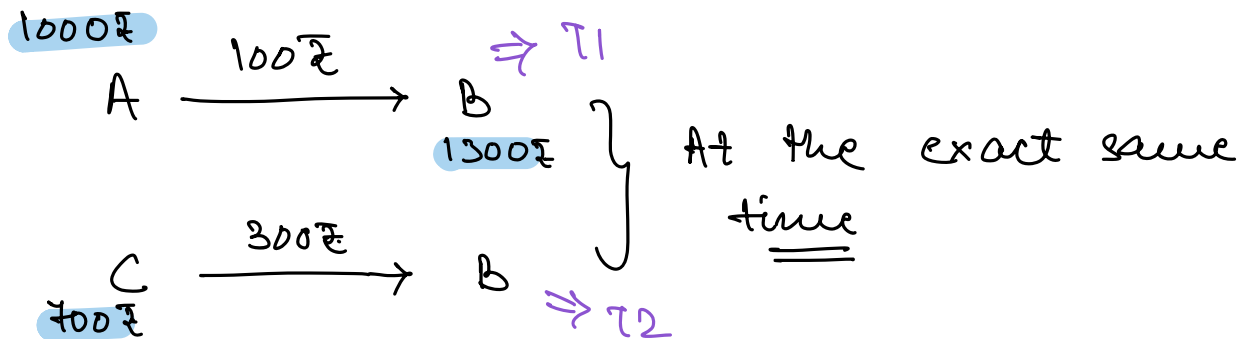 1000₹
100₹ ⇒ T1
A → B
1300₹
At the exact same
time
300₹
C → B
700₹ ⇒ T2